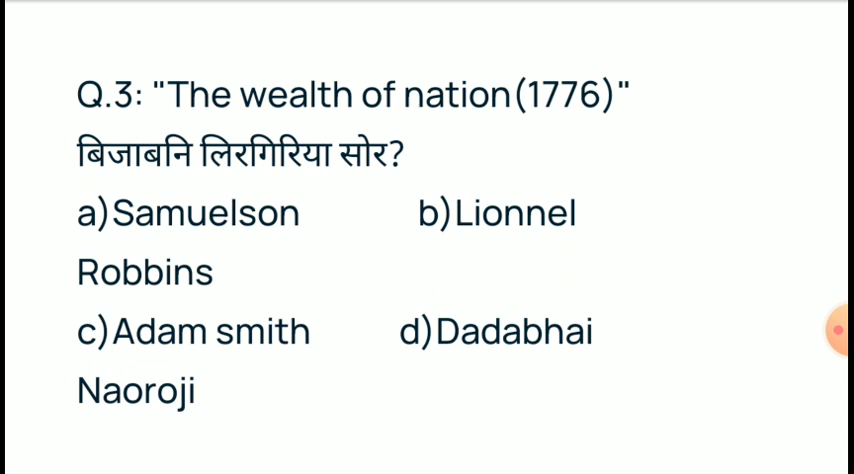 Q.3: "The wealth of nation(1776)"
बिजाबनि लिरगिरिया सोर?
a)Samuelson b)Lionnel
Robbins
c)Adam smith d)Dadabhai
Naoroji